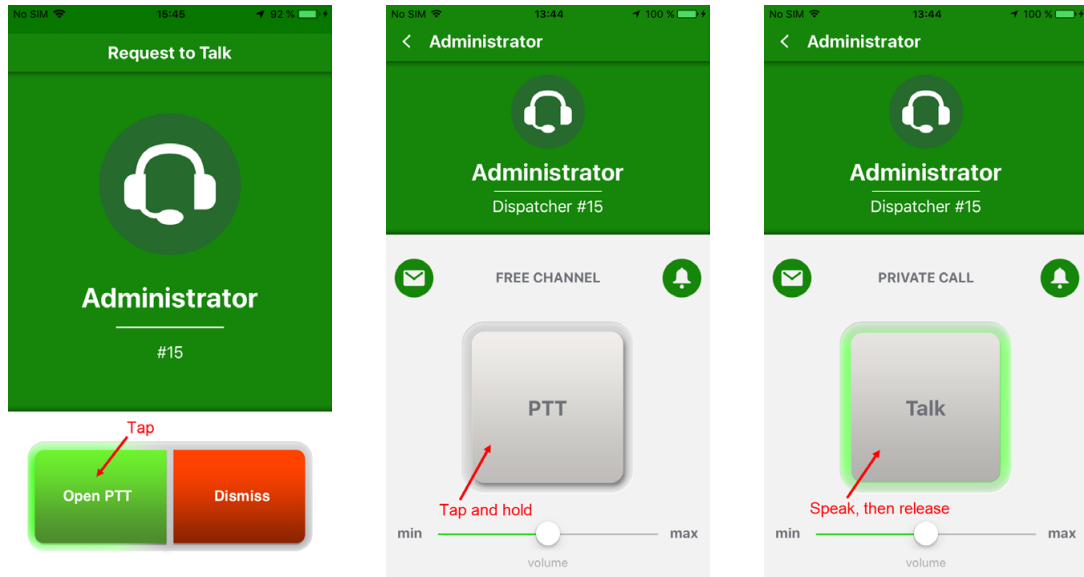 No SIM 15:45 92 %
Request to Talk
Administrator
#15
Tap
Open PTT Dismiss
No SIM 13:44 100 %
Administrator
Administrator
Dispatcher #15
FREE CHANNEL
PTT
Tap and hold
min max
volume
No SIM 13:44 100 %
Administrator
Administrator
Dispatcher #15
PRIVATE CALL
Talk
Speak, then release
min max
volume